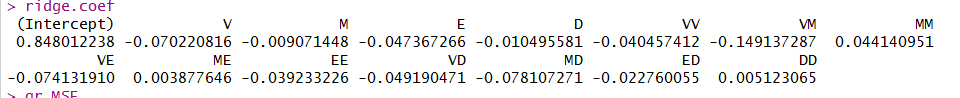 > ridge.coef
(Intercept) V M E D VV VM MM
0.848012238 -0.070220816 -0.009071448 -0.047367266 -0.010495581 -0.040457412 -0.149137287 0.044140951
VE ME EE VD MD ED DD
-0.074131910 0.003877646 -0.039233226 -0.049190471 -0.078107271 -0.022760055 0.005123065
> gr.MSE